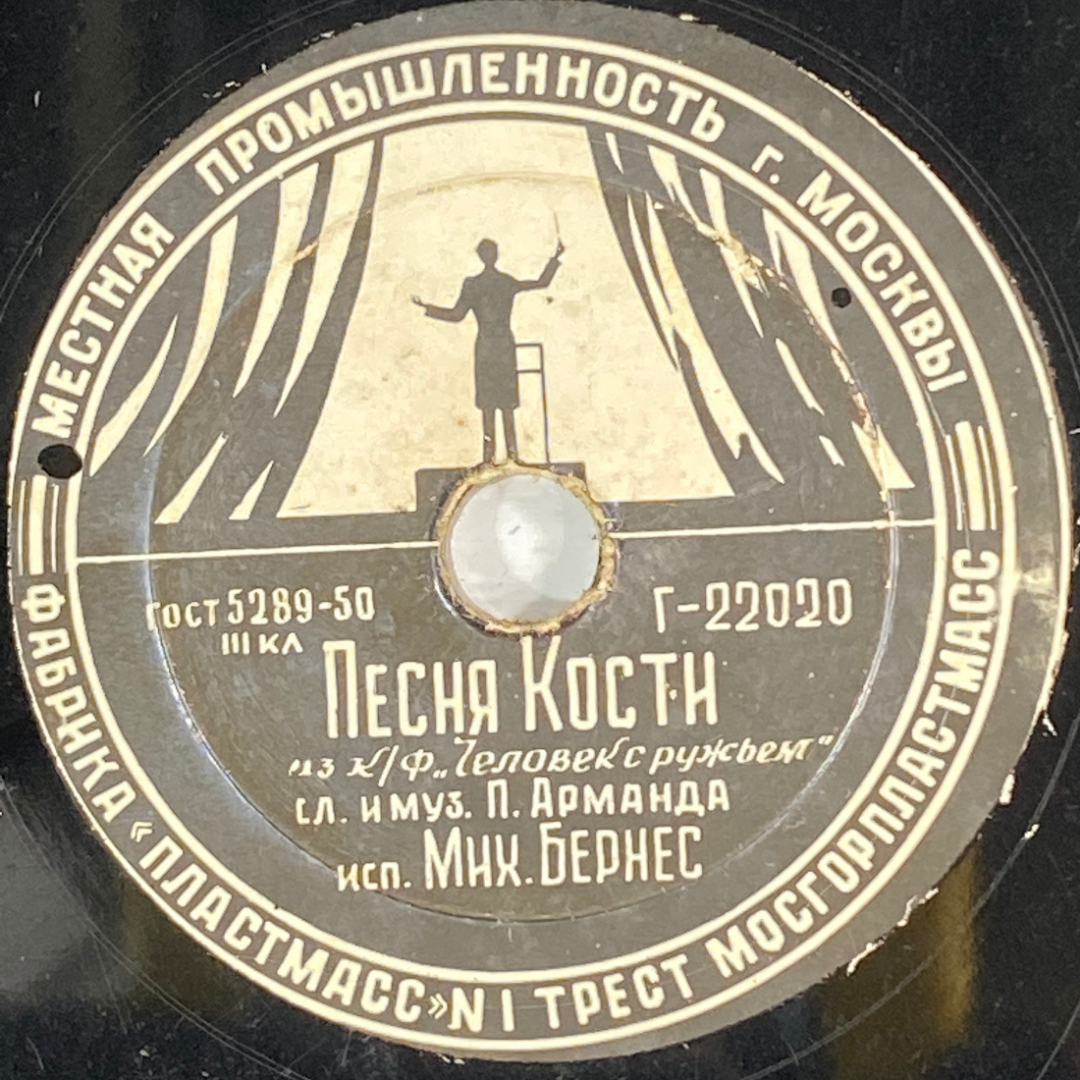 МЕСТНАЯ ПРОМЫШЛЕННОСТЬ г. МОСКВЫ
ГОСТ 5289-50
III КЛ
Г-22020
ПЕСНЯ КОСТИ
из к/ф „Человек с ружьем"
сл. и муз. П. АРМАНДА
исп. МИХ. БЕРНЕС
ФАБРИКА «ПЛАСТМАСС» N I ТРЕСТ МОСГОРПЛАСТМАСС